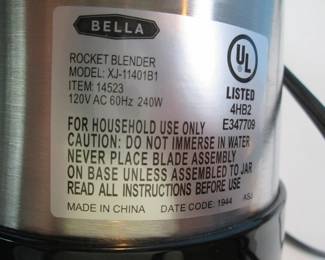 BELLA
ROCKET BLENDER
MODEL: XJ-11401B1
ITEM: 14523
120V AC 60Hz 240W
UL
LISTED
4HB2
E347709
FOR HOUSEHOLD USE ONLY
CAUTION: DO NOT IMMERSE IN WATER
NEVER PLACE BLADE ASSEMBLY
ON BASE UNLESS ASSEMBLED TO JAR
READ ALL INSTRUCTIONS BEFORE USE
MADE IN CHINA DATE CODE: 1944